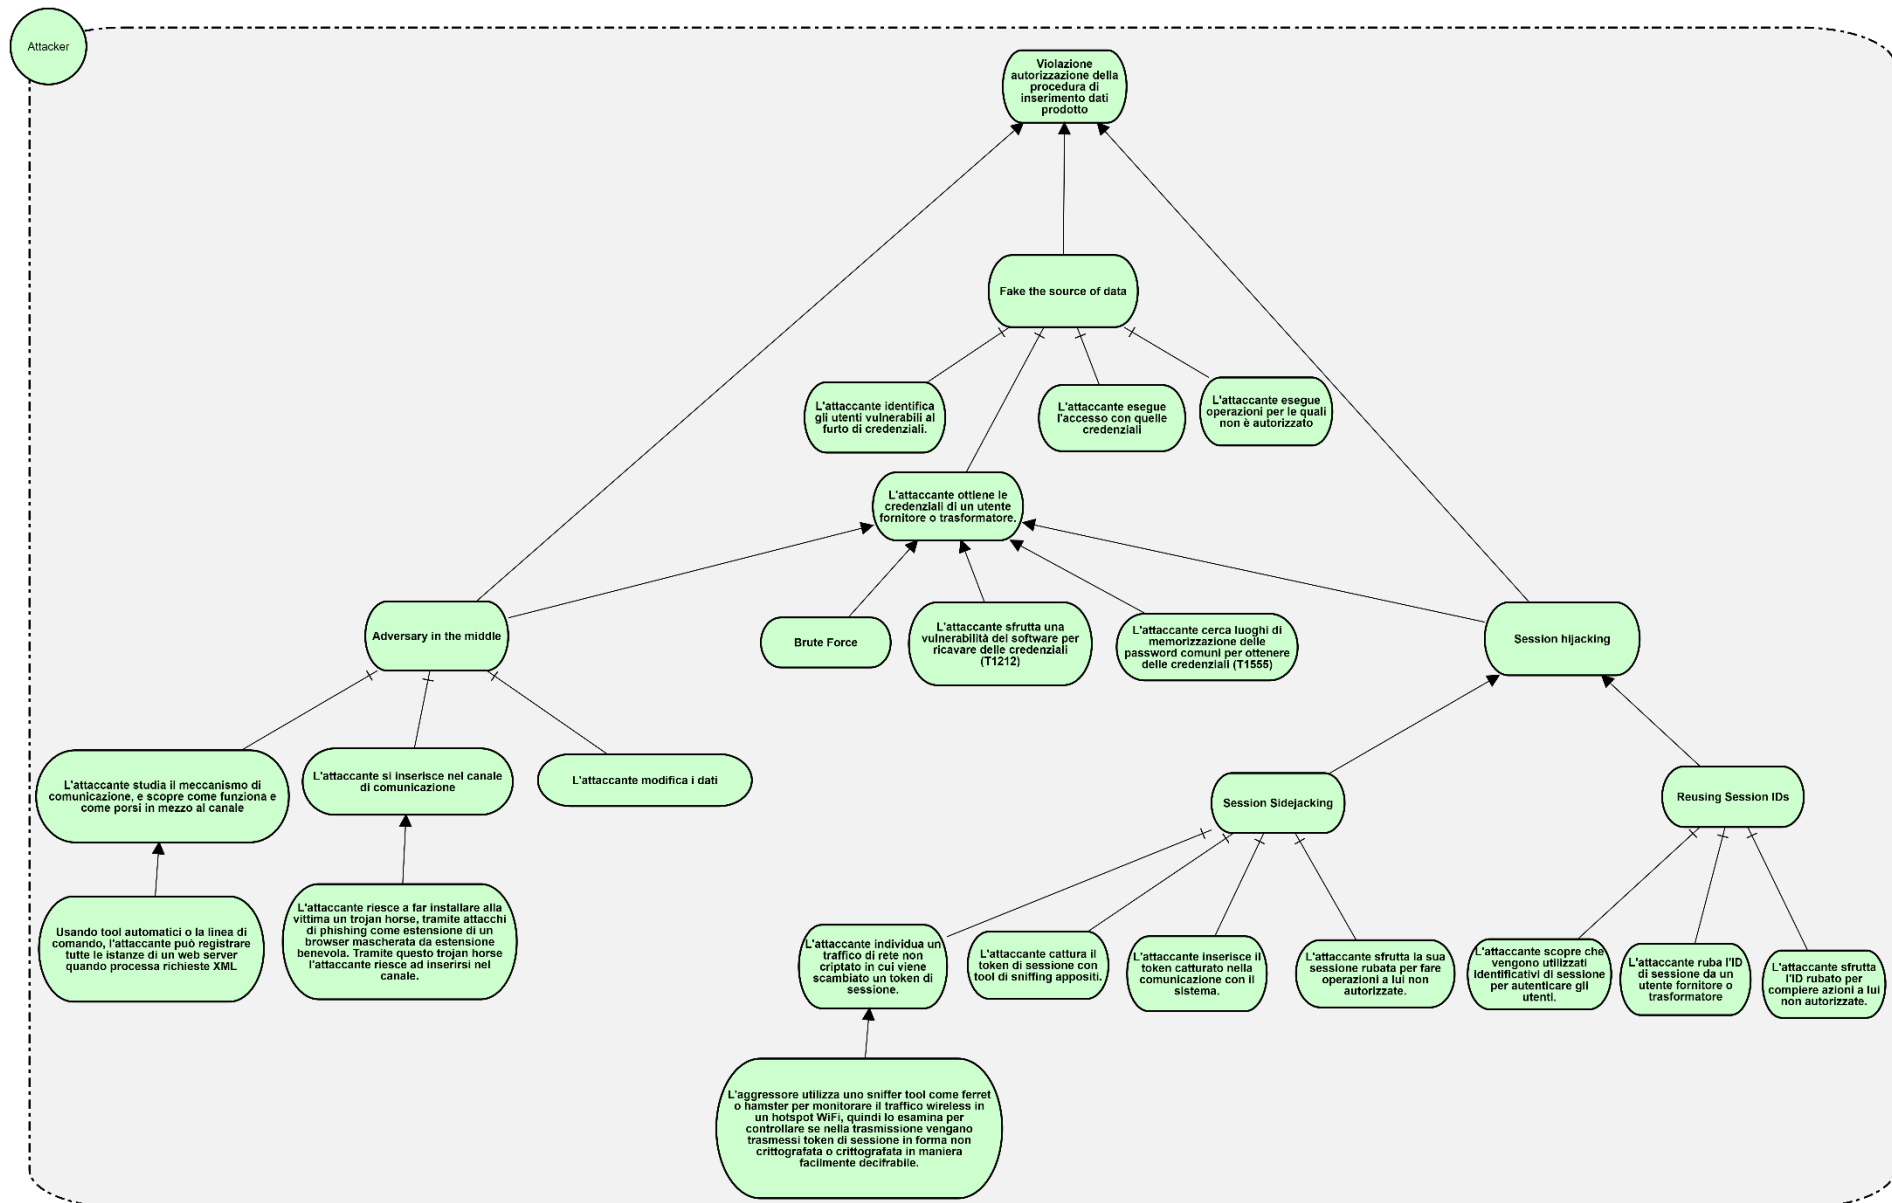 Attacker
Violazione
autorizzazione della
procedura di
inserimento dati
prodotto
Fake the source of data
L'attaccante identifica
gli utenti vulnerabili al
furto di credenziali.
L'attaccante esegue
l'accesso con quelle
credenziali
L'attaccante esegue
operazioni per le quali
non è autorizzato
L'attaccante ottiene le
credenziali di un utente
fornitore o trasformatore.
Adversary in the middle
Brute Force
L'attaccante sfrutta una
vulnerabilità del software per
ricavare delle credenziali
(T1212)
L'attaccante cerca luoghi di
memorizzazione delle
password comuni per ottenere
delle credenziali (T1555)
Session hijacking
L'attaccante studia il meccanismo di
comunicazione, e scopre come funziona e
come porsi in mezzo al canale
L'attaccante si inserisce nel canale
di comunicazione
L'attaccante modifica i dati
Session Sidejacking
Reusing Session IDs
Usando tool automatici o la linea di
comando, l'attaccante può registrare
tutte le istanze di un web server
quando processa richieste XML
L'attaccante riesce a far installare alla
vittima un trojan horse, tramite attacchi
di phishing come estensione di un
browser mascherata da estensione
benevola. Tramite questo trojan horse
l'attaccante riesce ad inserirsi nel
canale.
L'attaccante individua un
traffico di rete non
criptato in cui viene
scambiato un token di
sessione.
L'attaccante cattura il
token di sessione con
tool di sniffing appositi.
L'attaccante inserisce il
token catturato nella
comunicazione con il
sistema.
L'attaccante sfrutta la sua
sessione rubata per fare
operazioni a lui non
autorizzate.
L'attaccante scopre che
vengono utilizzati
identificativi di sessione
per autenticare gli
utenti.
L'attaccante ruba l'ID
di sessione da un
utente fornitore o
trasformatore
L'attaccante sfrutta
l'ID rubato per
compiere azioni a lui
non autorizzate.
L'aggressore utilizza uno sniffer tool come ferret
o hamster per monitorare il traffico wireless in
un hotspot WiFi, quindi lo esamina per
controllare se nella trasmissione vengano
trasmessi token di sessione in forma non
crittografata o crittografata in maniera
facilmente decifrabile.